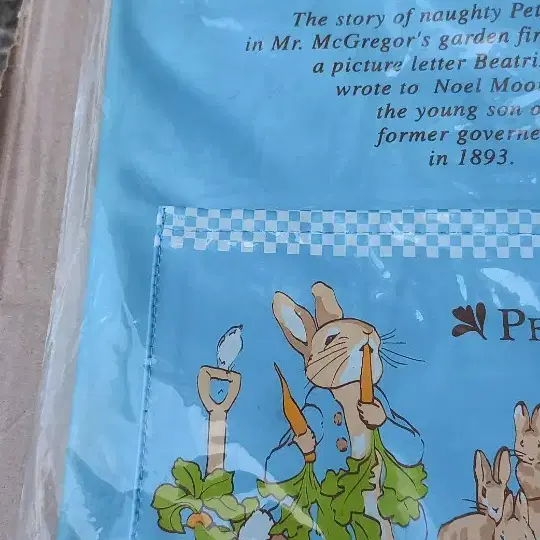 The story of naughty Pet
in Mr. McGregor's garden fir
a picture letter Beatri
wrote to Noel Moo
the young son o
former governe
in 1893.
PE